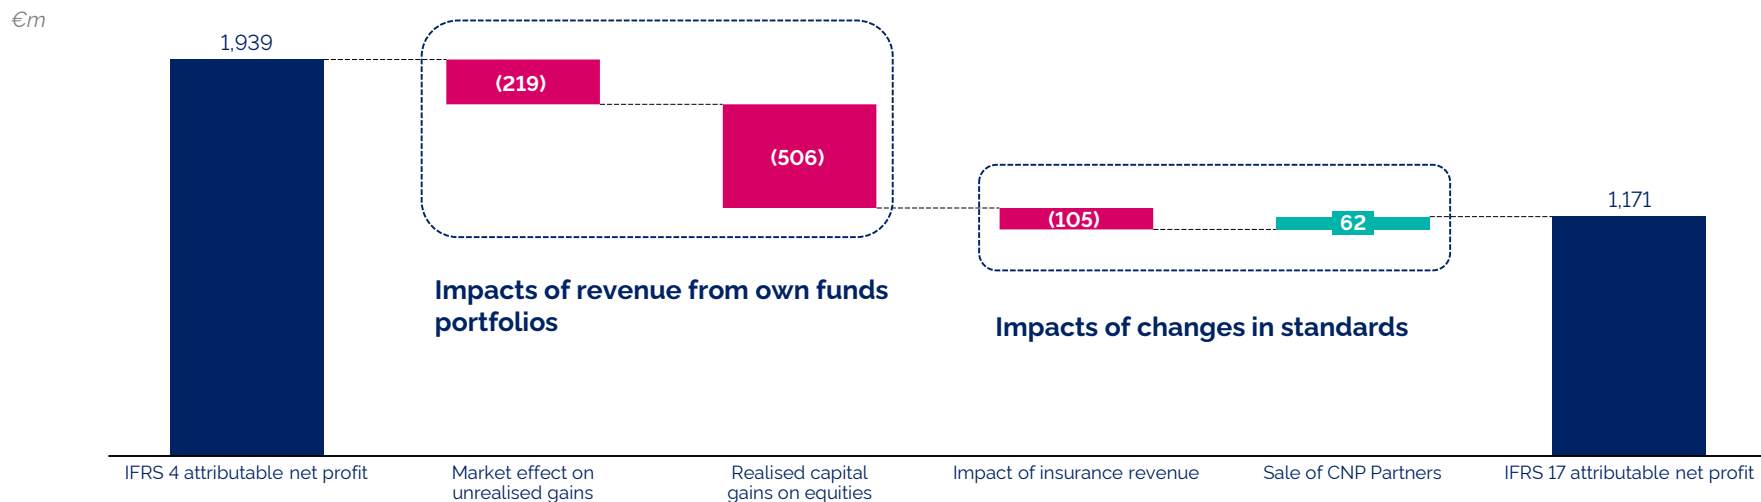 €m
1,939
(219)
(506)
(105)
62
1,171
Impacts of revenue from own funds
portfolios
Impacts of changes in standards
IFRS 4 attributable net profit
Market effect on
unrealised gains
Realised capital
gains on equities
Impact of insurance revenue
Sale of CNP Partners
IFRS 17 attributable net profit